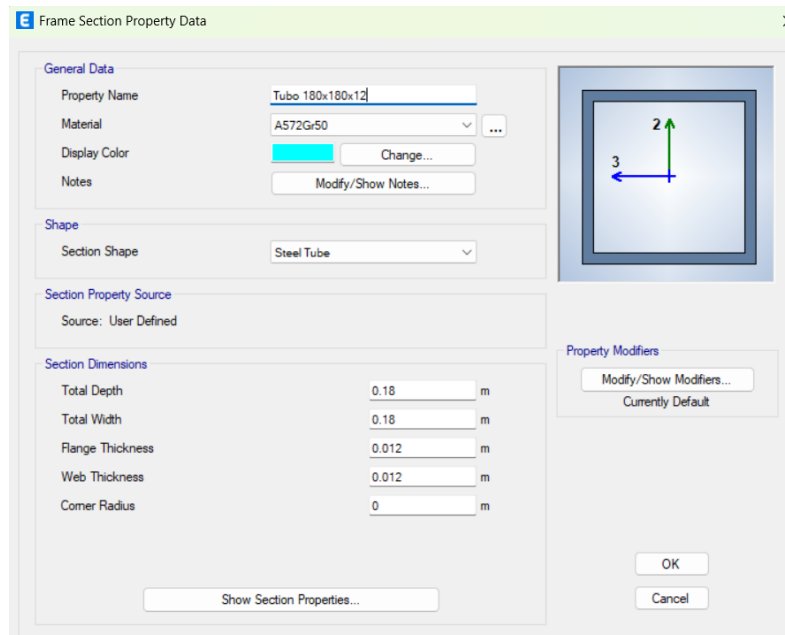 E Frame Section Property Data
General Data
Property Name Tubo 180x180x12
Material A572Gr50 ...
Display Color Change...
Notes Modify/Show Notes...
Shape
Section Shape Steel Tube
Section Property Source
Source: User Defined
Section Dimensions
Total Depth 0.18 m
Total Width 0.18 m
Flange Thickness 0.012 m
Web Thickness 0.012 m
Corner Radius 0 m
Show Section Properties...
2
3
Property Modifiers
Modify/Show Modifiers...
Currently Default
OK
Cancel